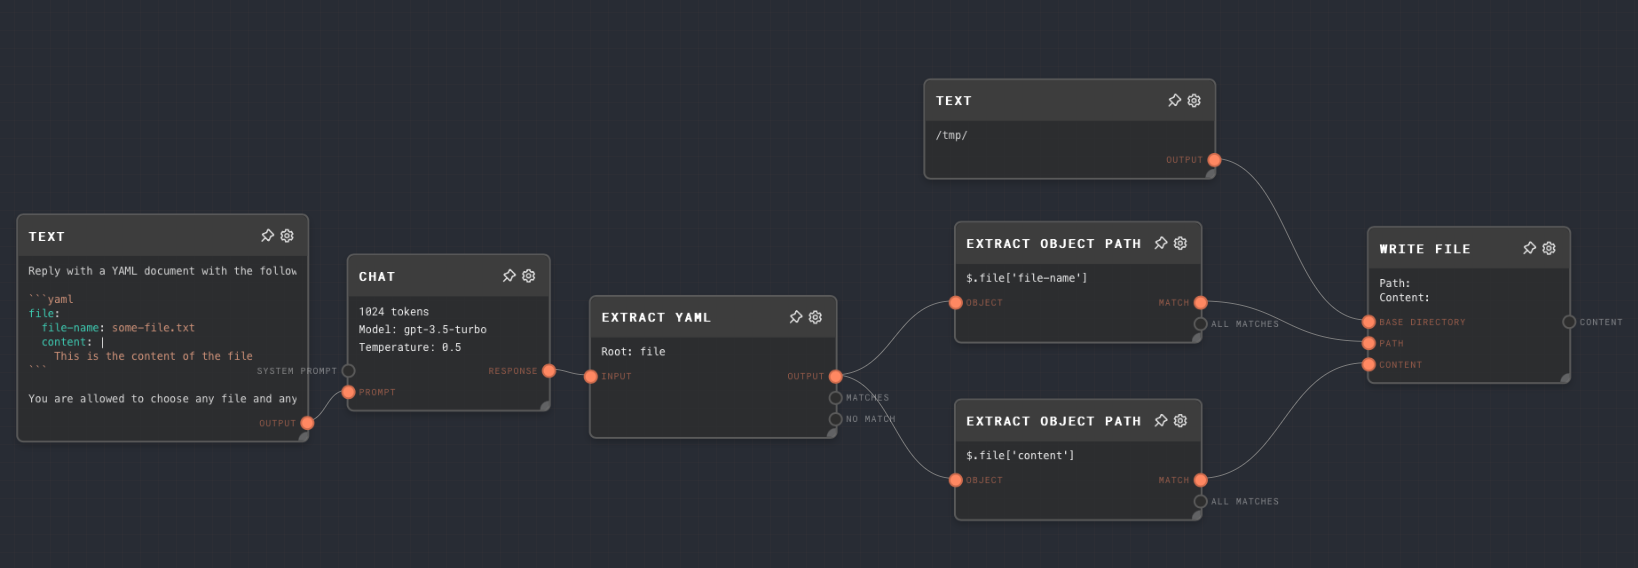 TEXT
Reply with a YAML document with the follow
```yaml
file:
  file-name: some-file.txt
  content: |
    This is the content of the file
```
You are allowed to choose any file and any
OUTPUT
CHAT
1024 tokens
Model: gpt-3.5-turbo
Temperature: 0.5
SYSTEM PROMPT
RESPONSE
PROMPT
EXTRACT YAML
Root: file
INPUT
OUTPUT
MATCHES
NO MATCH
TEXT
/tmp/
OUTPUT
EXTRACT OBJECT PATH
$.file['file-name']
OBJECT
MATCH
ALL MATCHES
EXTRACT OBJECT PATH
$.file['content']
OBJECT
MATCH
ALL MATCHES
WRITE FILE
Path:
Content:
BASE DIRECTORY
CONTENT
PATH
CONTENT